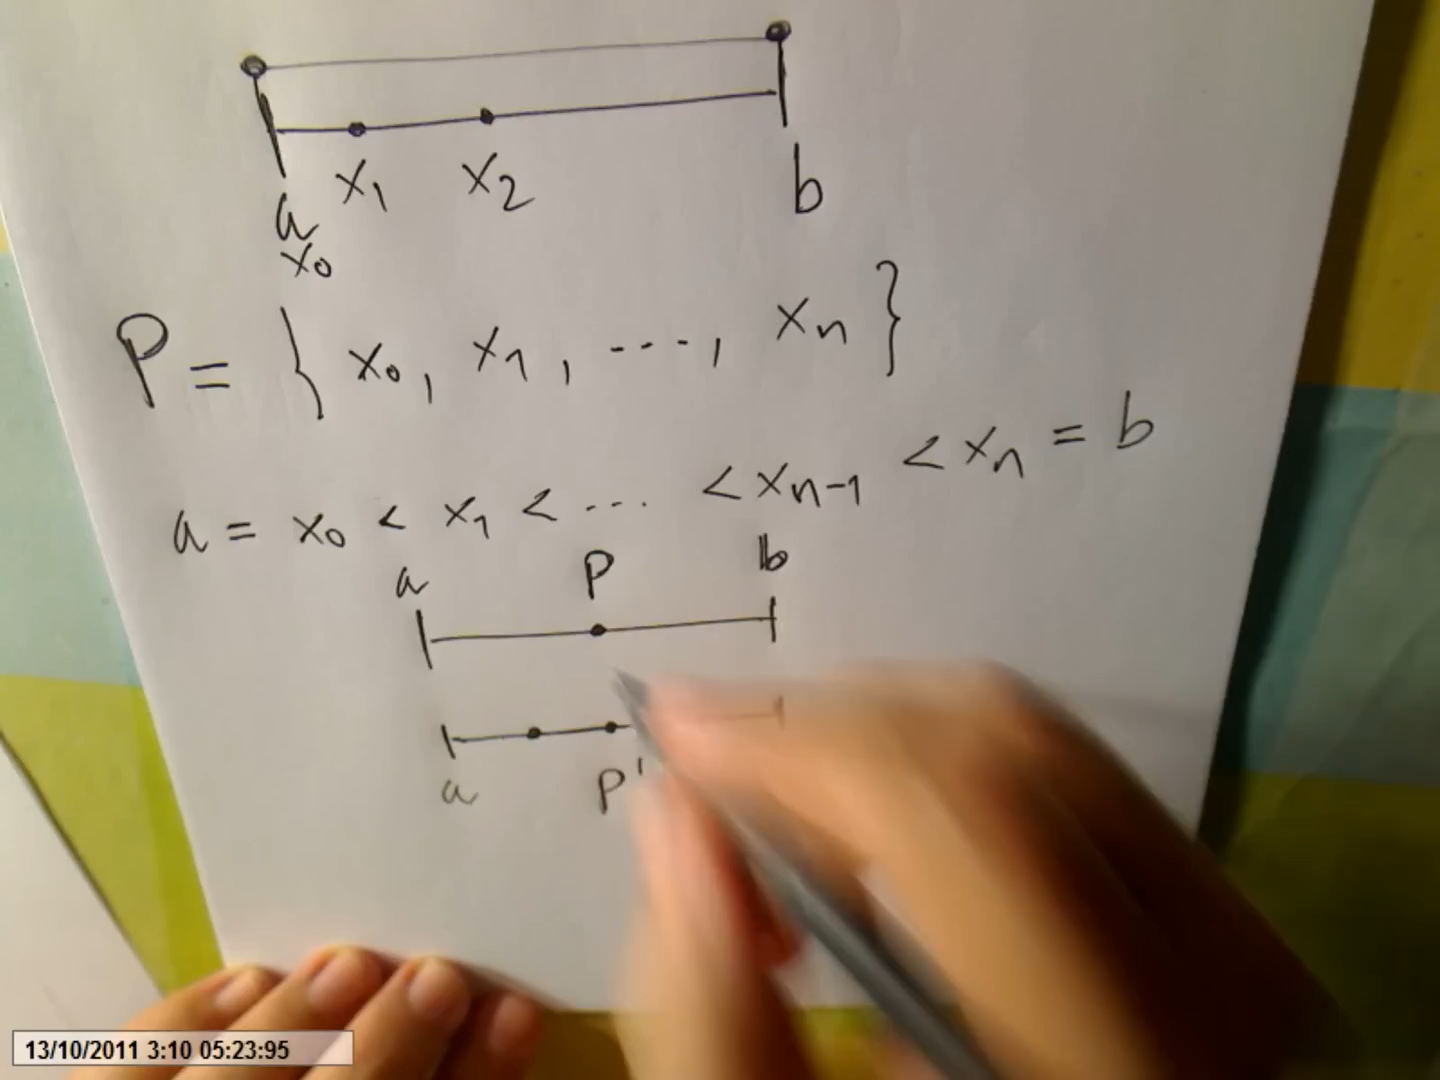 x₁ x₂ b
a
x₀
P = { x₀, x₁, ..., xₙ }
a = x₀ < x₁ < ... < xₙ₋₁ < xₙ = b
a P b
a P'
13/10/2011 3:10 05:23:95